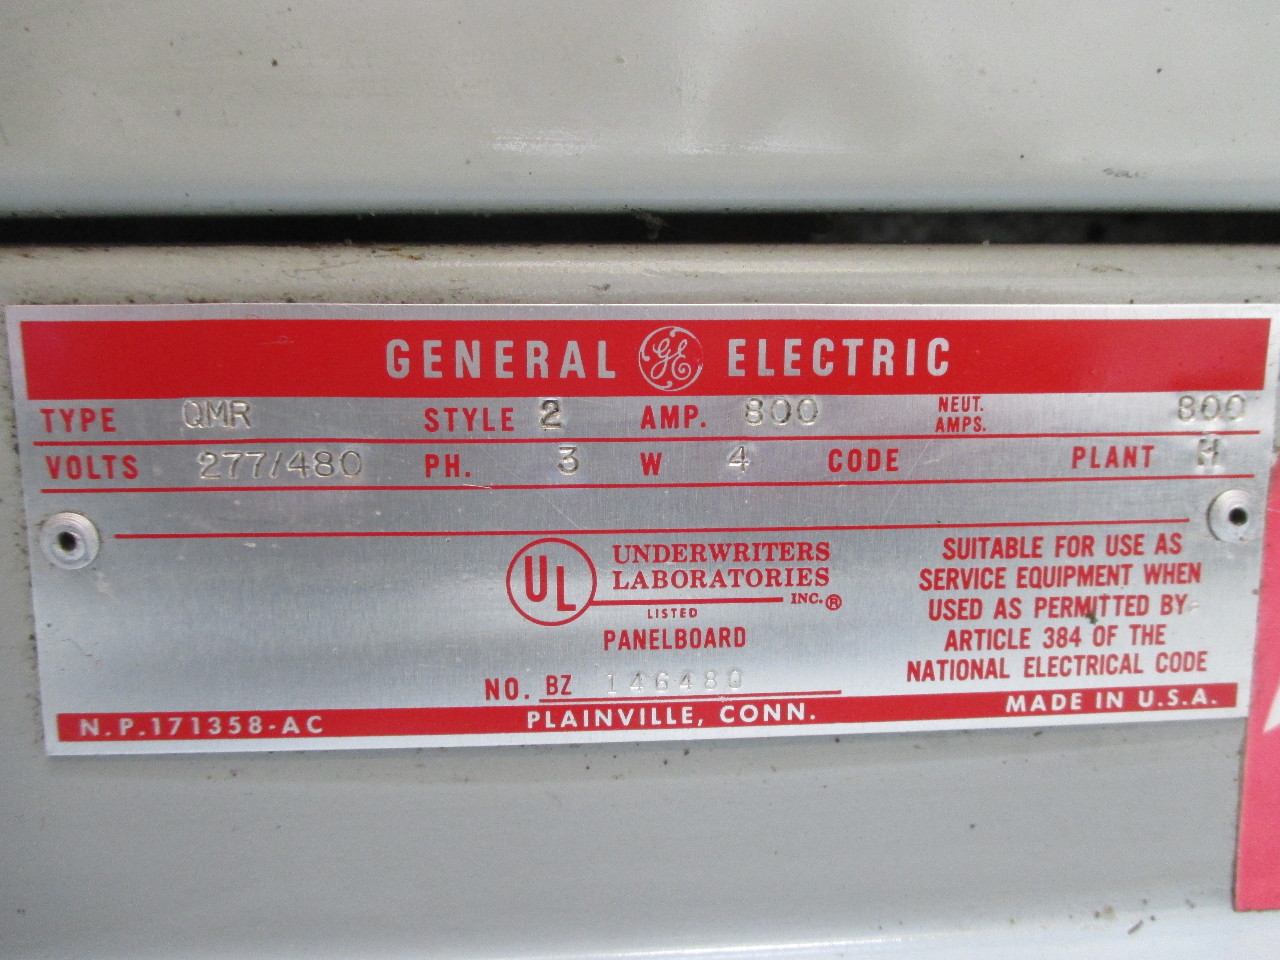 GENERAL GE ELECTRIC
TYPE QMR STYLE 2 AMP. 800 NEUT. AMPS. 800
VOLTS 277/480 PH. 3 W 4 CODE PLANT H
UL UNDERWRITERS
LABORATORIES
INC.®
LISTED
PANELBOARD
NO. BZ 146480
SUITABLE FOR USE AS
SERVICE EQUIPMENT WHEN
USED AS PERMITTED BY
ARTICLE 384 OF THE
NATIONAL ELECTRICAL CODE
N.P.171358-AC PLAINVILLE, CONN. MADE IN U.S.A.